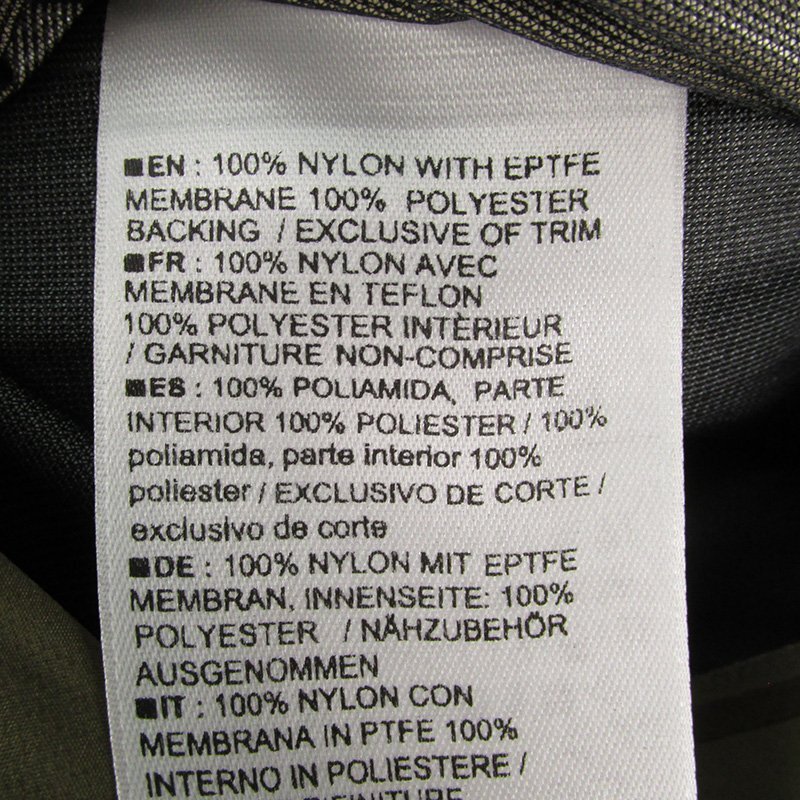 ■EN : 100% NYLON WITH EPTFE
MEMBRANE 100% POLYESTER
BACKING / EXCLUSIVE OF TRIM
■FR : 100% NYLON AVEC
MEMBRANE EN TEFLON
100% POLYESTER INTÈRIEUR
/ GARNITURE NON-COMPRISE
■ES : 100% POLIAMIDA, PARTE
INTERIOR 100% POLIESTER / 100%
poliamida, parte interior 100%
poliester / EXCLUSIVO DE CORTE /
exclusivo de corte
■DE : 100% NYLON MIT EPTFE
MEMBRAN, INNENSEITE: 100%
POLYESTER / NÄHZUBEHÖR
AUSGENOMMEN
■IT : 100% NYLON CON
MEMBRANA IN PTFE 100%
INTERNO IN POLIESTERE /